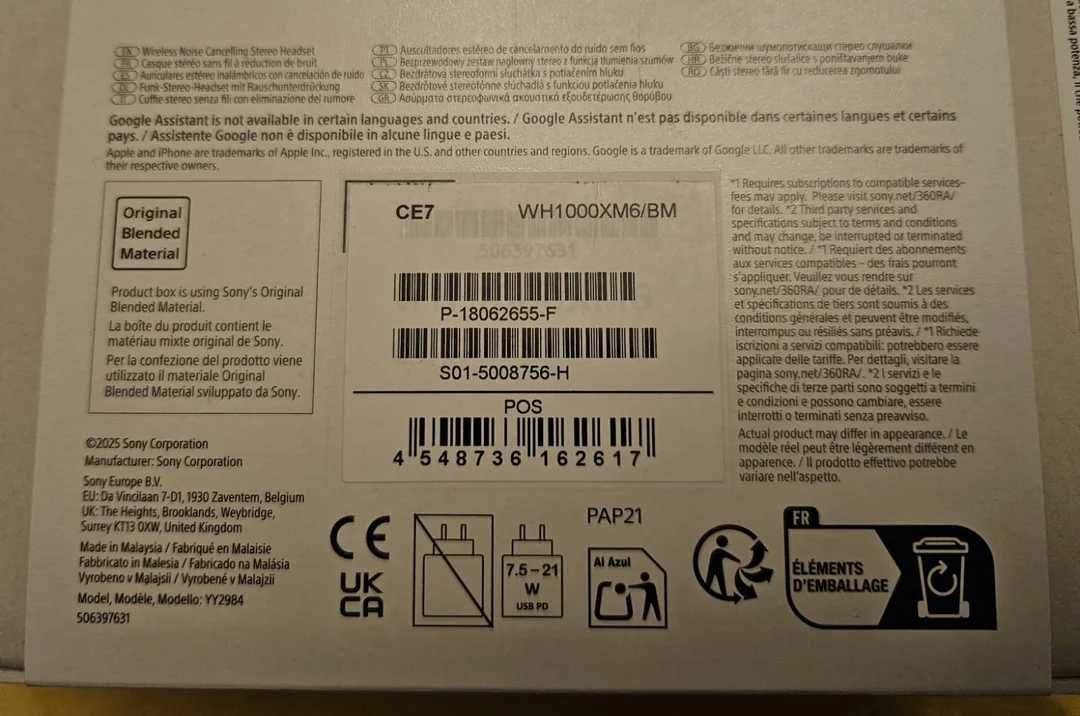 EN Wireless Noise Cancelling Stereo Headset
FR Casque stéréo sans fil à réduction de bruit
ES Auriculares estéreo inalámbricos con cancelación de ruido
DE Funk-Stereo-Headset mit Rauschunterdrückung
IT Cuffie stereo senza fili con eliminazione del rumore
PT Auscultadores estéreo de cancelamento do ruído sem fios
PL Bezprzewodowy zestaw nagłowny stereo z funkcją tłumienia szumów
CZ Bezdrátová stereofonní sluchátka s potlačením hluku
SK Bezdrôtové stereofónne slúchadlá s funkciou potlačenia hluku
GR Ασύρματα στερεοφωνικά ακουστικά εξουδετέρωσης θορύβου
BG Безжични шумопотискащи стерео слушалки
HR Bežične stereo slušalice s poništavanjem buke
RO Căști stereo fără fir cu reducerea zgomotului
Google Assistant is not available in certain languages and countries. / Google Assistant n'est pas disponible dans certaines langues et certains
pays. / Assistente Google non è disponibile in alcune lingue e paesi.
Apple and iPhone are trademarks of Apple Inc., registered in the U.S. and other countries and regions. Google is a trademark of Google LLC. All other trademarks are trademarks of
their respective owners.
Original
Blended
Material
Product box is using Sony's Original
Blended Material.
La boîte du produit contient le
matériau mixte original de Sony.
Per la confezione del prodotto viene
utilizzato il materiale Original
Blended Material sviluppato da Sony.
CE7 WH1000XM6/BM
506397631
P-18062655-F
S01-5008756-H
POS
4 548736 162617
*1 Requires subscriptions to compatible services–
fees may apply. Please visit sony.net/360RA/
for details. *2 Third party services and
specifications subject to terms and conditions
and may change, be interrupted or terminated
without notice. / *1 Requiert des abonnements
aux services compatibles – des frais pourront
s'appliquer. Veuillez vous rendre sur
sony.net/360RA/ pour de détails. *2 Les services
et spécifications de tiers sont soumis à des
conditions générales et peuvent être modifiés,
interrompus ou résiliés sans préavis. / *1 Richiede
iscrizioni a servizi compatibili: potrebbero essere
applicate delle tariffe. Per dettagli, visitare la
pagina sony.net/360RA/. *2 I servizi e le
specifiche di terze parti sono soggetti a termini
e condizioni e possono cambiare, essere
interrotti o terminati senza preavviso.
Actual product may differ in appearance. / Le
modèle réel peut être légèrement différent en
apparence. / Il prodotto effettivo potrebbe
variare nell'aspetto.
©2025 Sony Corporation
Manufacturer: Sony Corporation
Sony Europe B.V.
EU: Da Vincilaan 7-D1, 1930 Zaventem, Belgium
UK: The Heights, Brooklands, Weybridge,
Surrey KT13 0XW, United Kingdom
Made in Malaysia / Fabriqué en Malaisie
Fabbricato in Malesia / Fabricado na Malásia
Vyrobeno v Malajsii / Vyrobené v Malajzii
Model, Modèle, Modello: YY2984
506397631
CE
UK
CA
7.5 – 21
W
USB PD
PAP21
Al Azul
FR
ÉLÉMENTS
D'EMBALLAGE